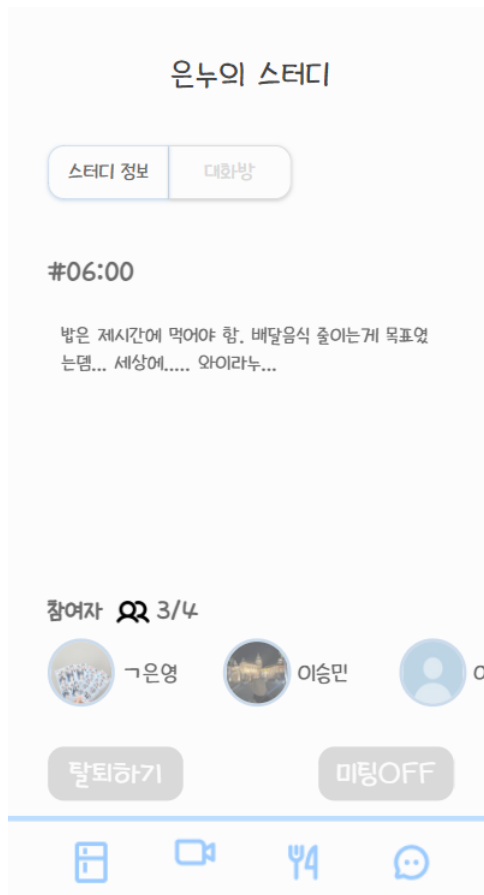 은누의 스터디
스터디 정보 대화방
#06:00
밥은 제시간에 먹어야 함. 배달음식 줄이는게 목표였
는뎀... 세상에..... 와이라누...
참여자 3/4
ㄱ은영 이승민
탈퇴하기 미팅OFF